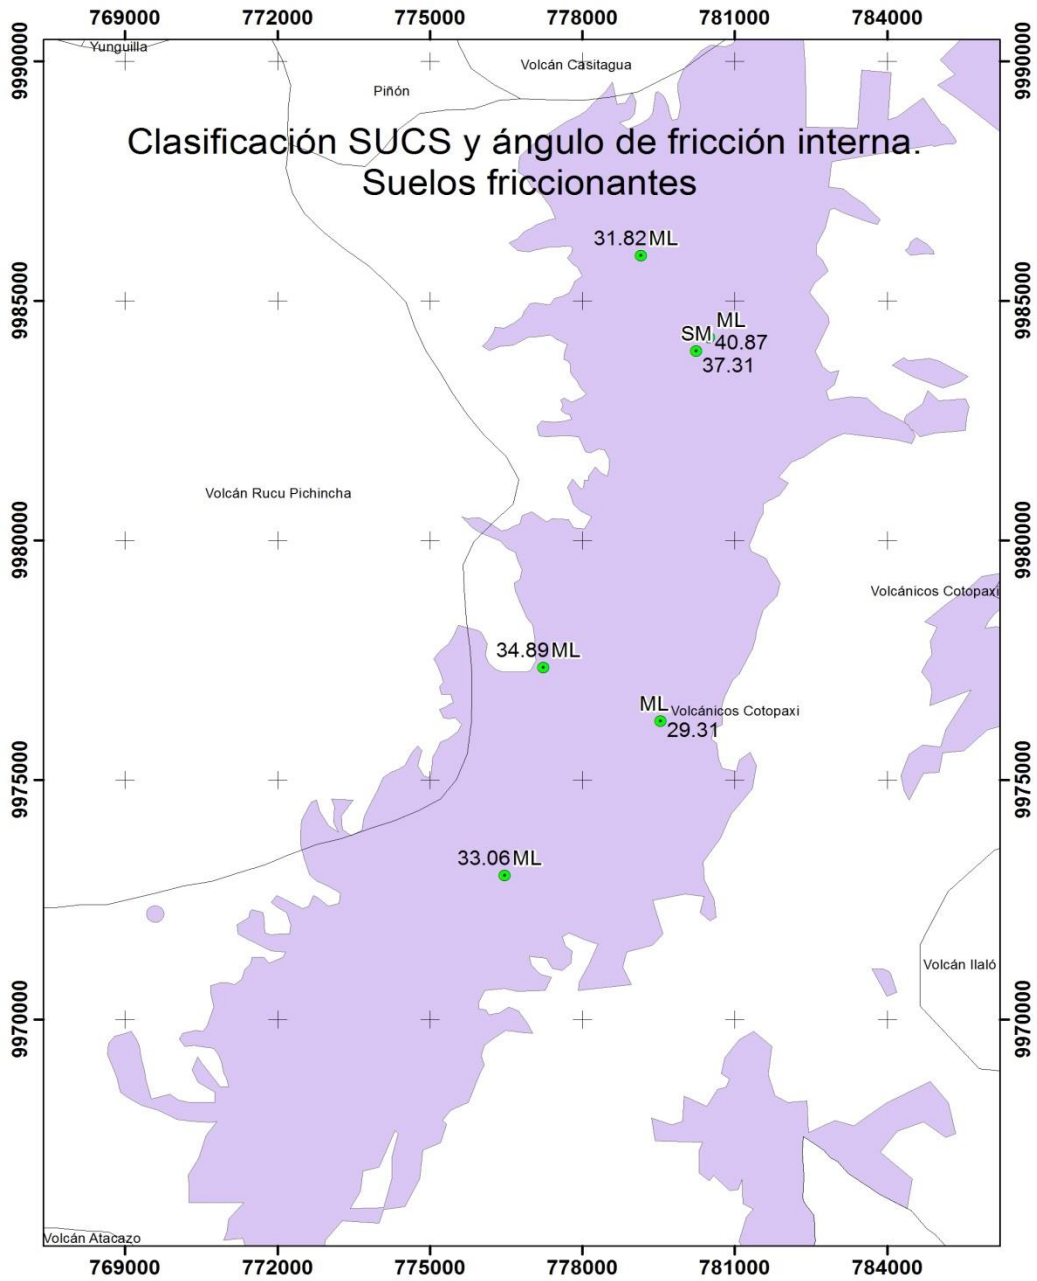 769000 772000 775000 778000 781000 784000
9990000 9990000
Yunguilla
Volcán Casitagua
Piñón
Clasificación SUCS y ángulo de fricción interna.
Suelos friccionantes
31.82 ML
9985000 9985000
ML
SM 40.87
37.31
Volcán Rucu Pichincha
9980000 9980000
Volcánicos Cotopaxi
34.89 ML
ML
Volcánicos Cotopaxi
29.31
9975000 9975000
33.06 ML
Volcán Ilaló
9970000 9970000
Volcán Atacazo
769000 772000 775000 778000 781000 784000